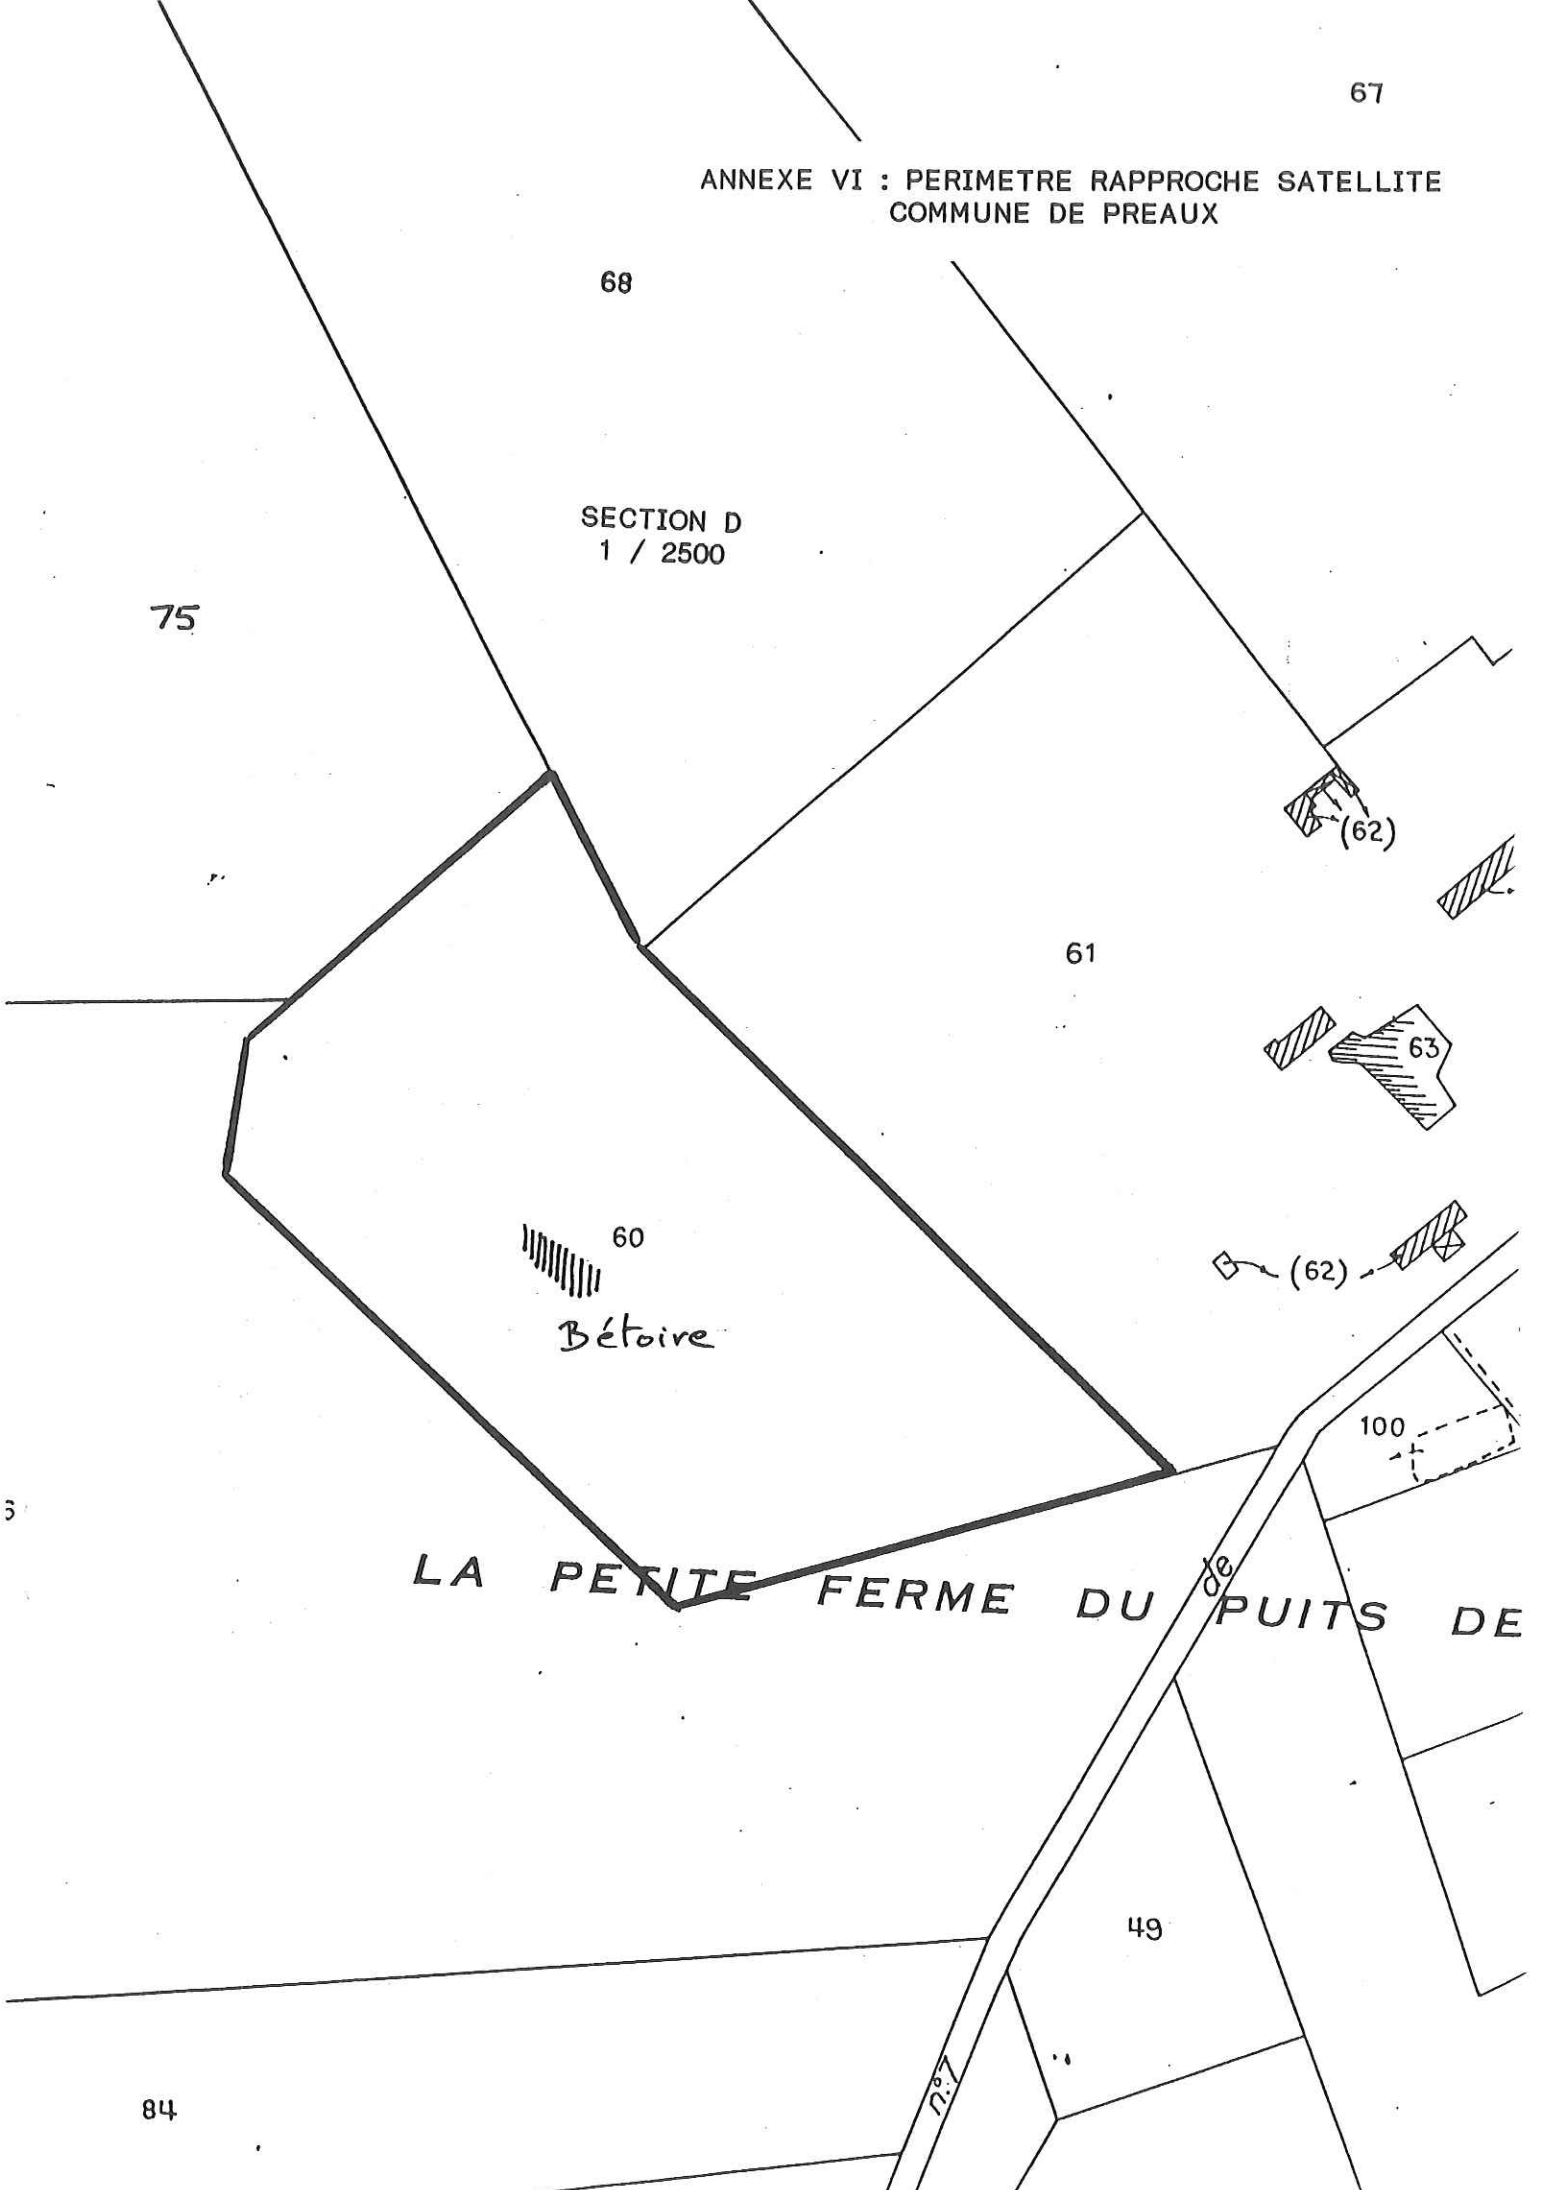 67
ANNEXE VI : PERIMETRE RAPPROCHE SATELLITE
COMMUNE DE PREAUX
68
SECTION D
1 / 2500
75
(62)
61
63
60
(62)
Bétoire
100
LA PETITE FERME DU PUITS DE
de
49
n°7
84